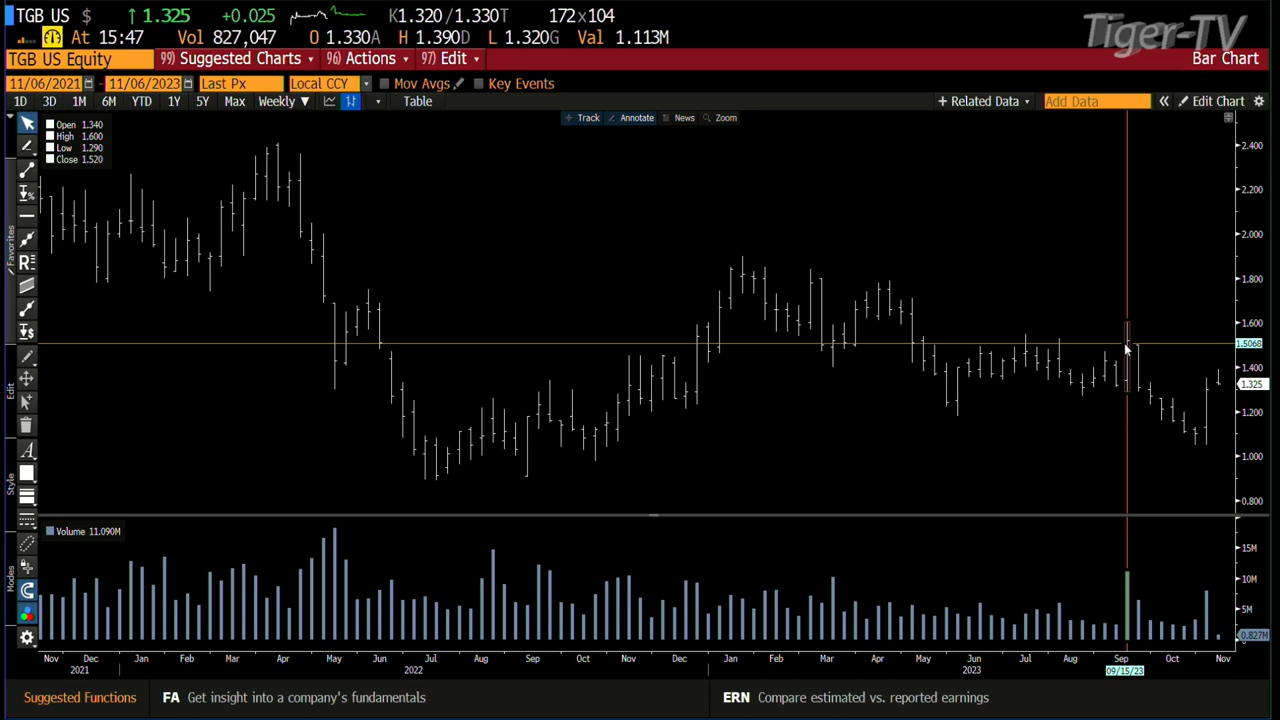 TGB US $ ↑ 1.325 +0.025 K1.320/1.330T 172x104
At 15:47 Vol 827,047 O 1.330A H 1.390D L 1.320G Val 1.113M
Tiger-TV
TGB US Equity 99) Suggested Charts 96) Actions 97) Edit Bar Chart
11/06/2021 - 11/06/2023 Last Px Local CCY Mov Avgs Key Events
1D 3D 1M 6M YTD 1Y 5Y Max Weekly ▼ Table + Related Data Add Data « Edit Chart
Track Annotate News Zoom
Open 1.340
High 1.600
Low 1.290
Close 1.520
2.400
2.200
2.000
1.800
1.600
1.5068
1.400
1.325
1.200
1.000
0.800
Favorites
Edit
Style
Modes
Volume 11.090M
15M
10M
5M
0.827M
Nov Dec Jan Feb Mar Apr May Jun Jul Aug Sep Oct Nov Dec Jan Feb Mar Apr May Jun Jul Aug Sep Oct Nov
2021 2022 2023 09/15/23
Suggested Functions FA Get insight into a company's fundamentals ERN Compare estimated vs. reported earnings